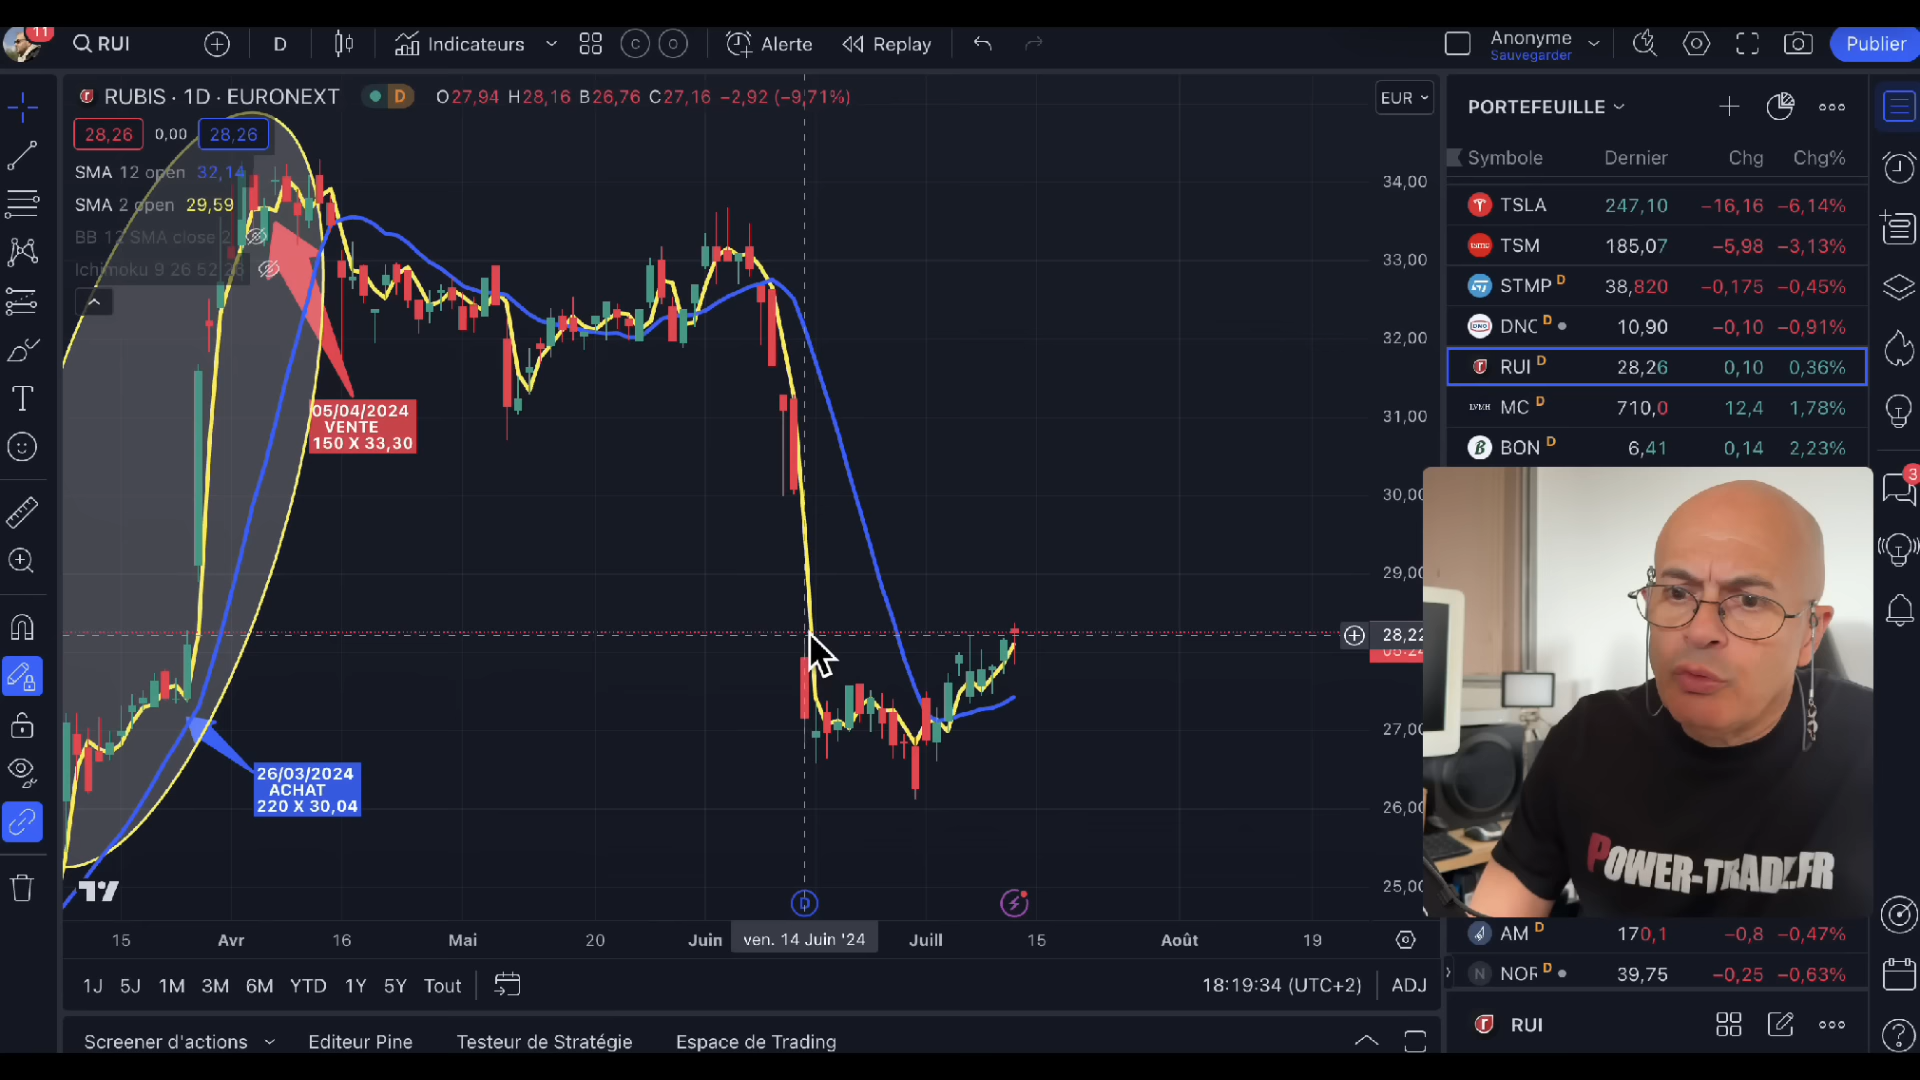 11
RUI
D
Indicateurs
C
O
Alerte
Replay
Anonyme
Sauvegarder
Publier
RUBIS · 1D · EURONEXT
D
O27,94 H28,16 B26,76 C27,16 −2,92 (−9,71%)
EUR
28,26
0,00
28,26
SMA 12 open 32,14
SMA 2 open 29,59
BB 12 SMA close 2
Ichimoku 9 26 52 26
05/04/2024
VENTE
150 X 33,30
26/03/2024
ACHAT
220 X 30,04
34,00
33,00
32,00
31,00
30,00
29,00
28,22
27,00
26,00
25,00
D
15
Avr
16
Mai
20
Juin
ven. 14 Juin '24
Juill
15
Août
19
1J
5J
1M
3M
6M
YTD
1Y
5Y
Tout
18:19:34 (UTC+2)
ADJ
Screener d'actions
Editeur Pine
Testeur de Stratégie
Espace de Trading
PORTEFEUILLE
Symbole Dernier Chg Chg%
TSLA 247,10 −16,16 −6,14%
TSM 185,07 −5,98 −3,13%
STMP D 38,820 −0,175 −0,45%
DNO D 10,90 −0,10 −0,91%
RUI D 28,26 0,10 0,36%
LVMH MC D 710,0 12,4 1,78%
BON D 6,41 0,14 2,23%
3
POWER-TRADE.FR
AM D 170,1 −0,8 −0,47%
N NOR D 39,75 −0,25 −0,63%
RUI